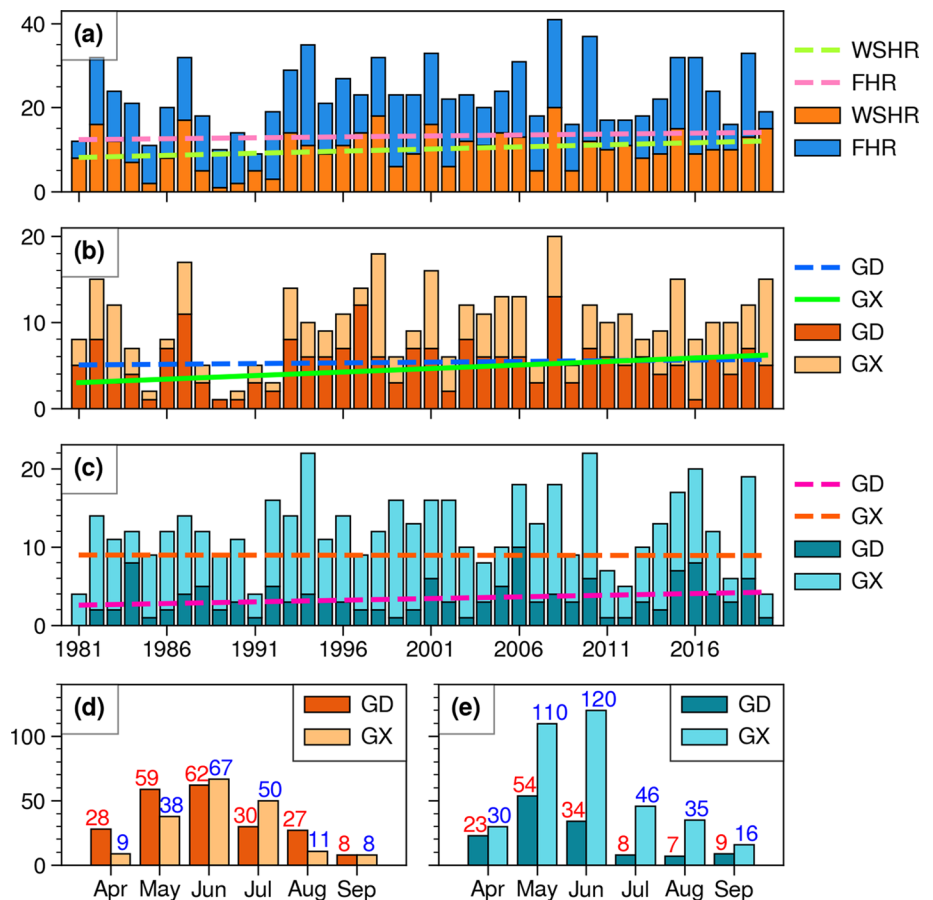 (a)
40
20
0
WSHR
FHR
WSHR
FHR
(b)
20
10
0
GD
GX
GD
GX
(c)
20
10
0
GD
GX
GD
GX
1981 1986 1991 1996 2001 2006 2011 2016
(d)
GD
GX
100
50
0
28 9 59 38 62 67 30 50 27 11 8 8
Apr May Jun Jul Aug Sep
(e)
GD
GX
23 30 54 110 34 120 8 46 7 35 9 16
Apr May Jun Jul Aug Sep